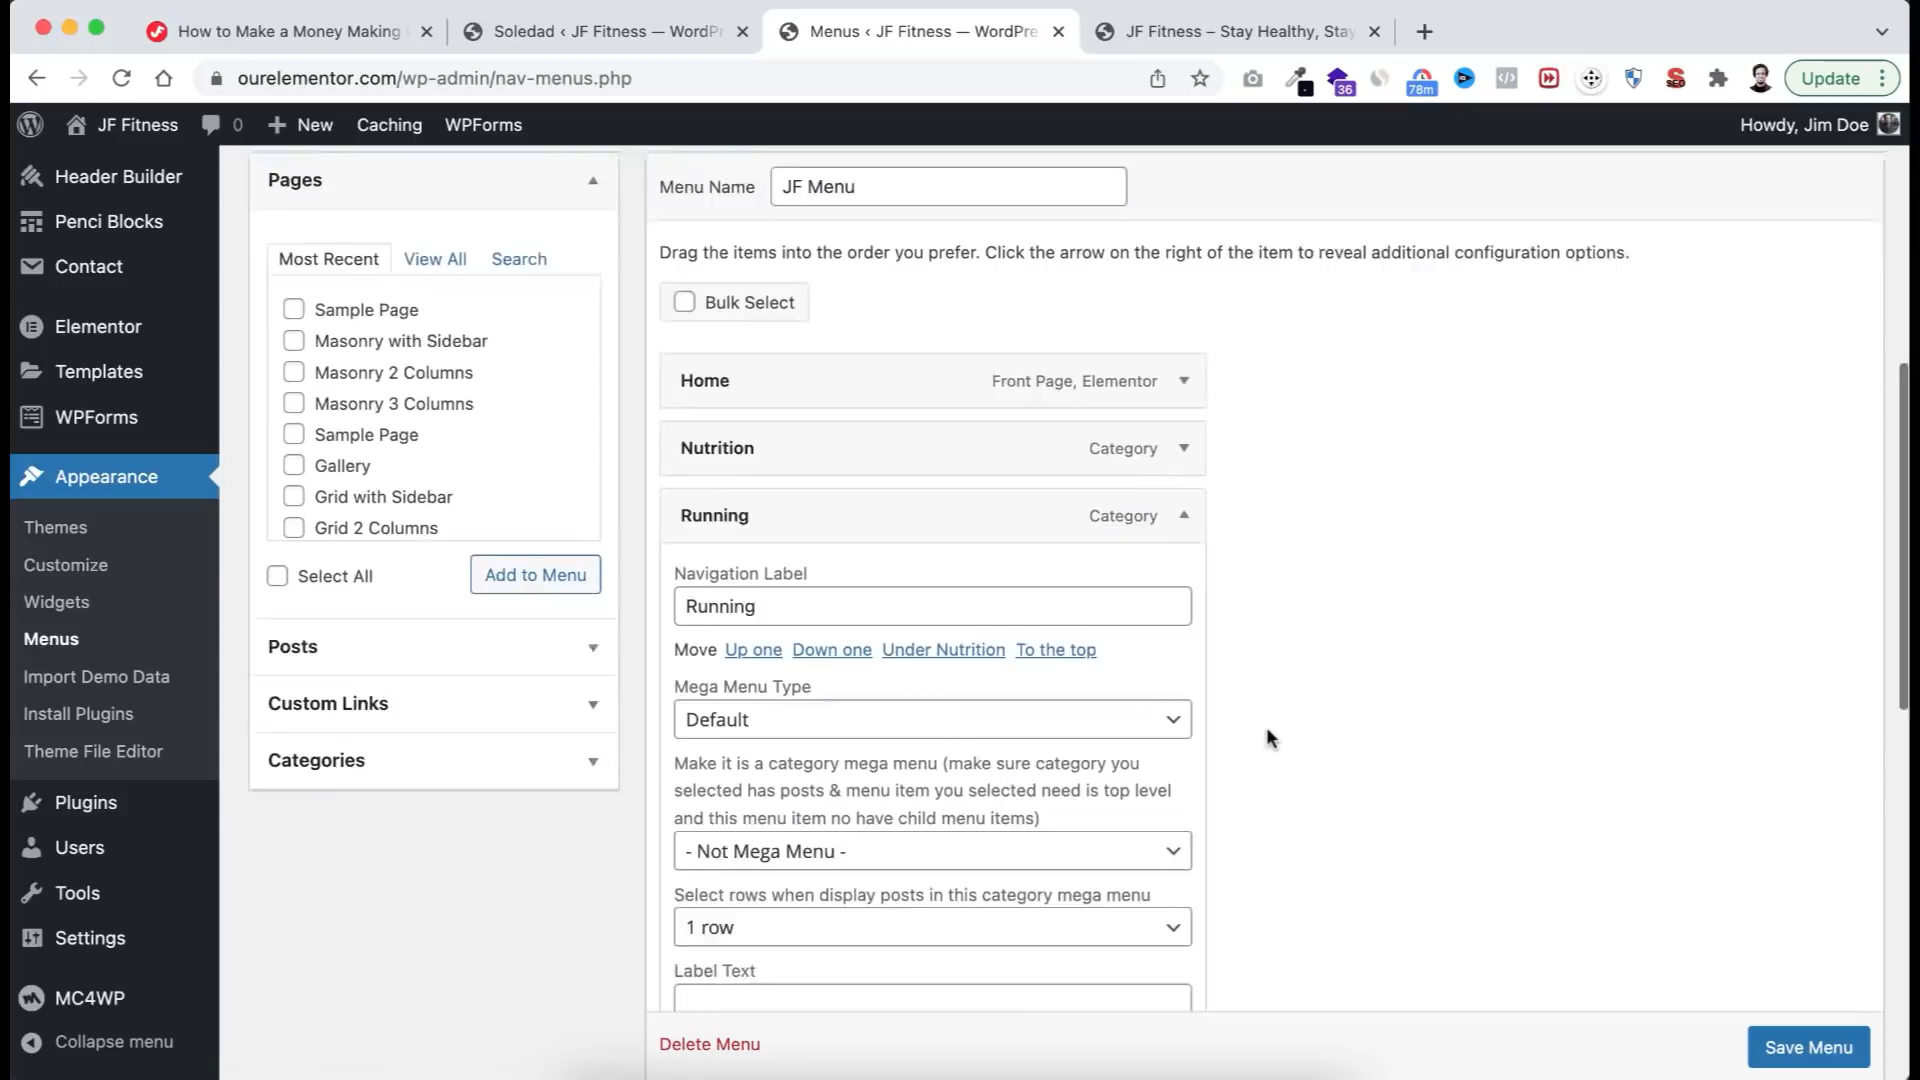 How to Make a Money Making
Soledad ‹ JF Fitness — WordPr
Menus ‹ JF Fitness — WordPre
JF Fitness – Stay Healthy, Stay
ourelementor.com/wp-admin/nav-menus.php
36
78m
SEO
Update
JF Fitness
0
New
Caching
WPForms
Howdy, Jim Doe
Header Builder
Penci Blocks
Contact
Elementor
Templates
WPForms
Appearance
Themes
Customize
Widgets
Menus
Import Demo Data
Install Plugins
Theme File Editor
Plugins
Users
Tools
Settings
MC4WP
Collapse menu
Pages
Most Recent
View All
Search
Sample Page
Masonry with Sidebar
Masonry 2 Columns
Masonry 3 Columns
Sample Page
Gallery
Grid with Sidebar
Grid 2 Columns
Select All
Add to Menu
Posts
Custom Links
Categories
Menu Name
JF Menu
Drag the items into the order you prefer. Click the arrow on the right of the item to reveal additional configuration options.
Bulk Select
Home
Front Page, Elementor
Nutrition
Category
Running
Category
Navigation Label
Running
Move Up one Down one Under Nutrition To the top
Mega Menu Type
Default
Make it is a category mega menu (make sure category you
selected has posts & menu item you selected need is top level
and this menu item no have child menu items)
- Not Mega Menu -
Select rows when display posts in this category mega menu
1 row
Label Text
Delete Menu
Save Menu